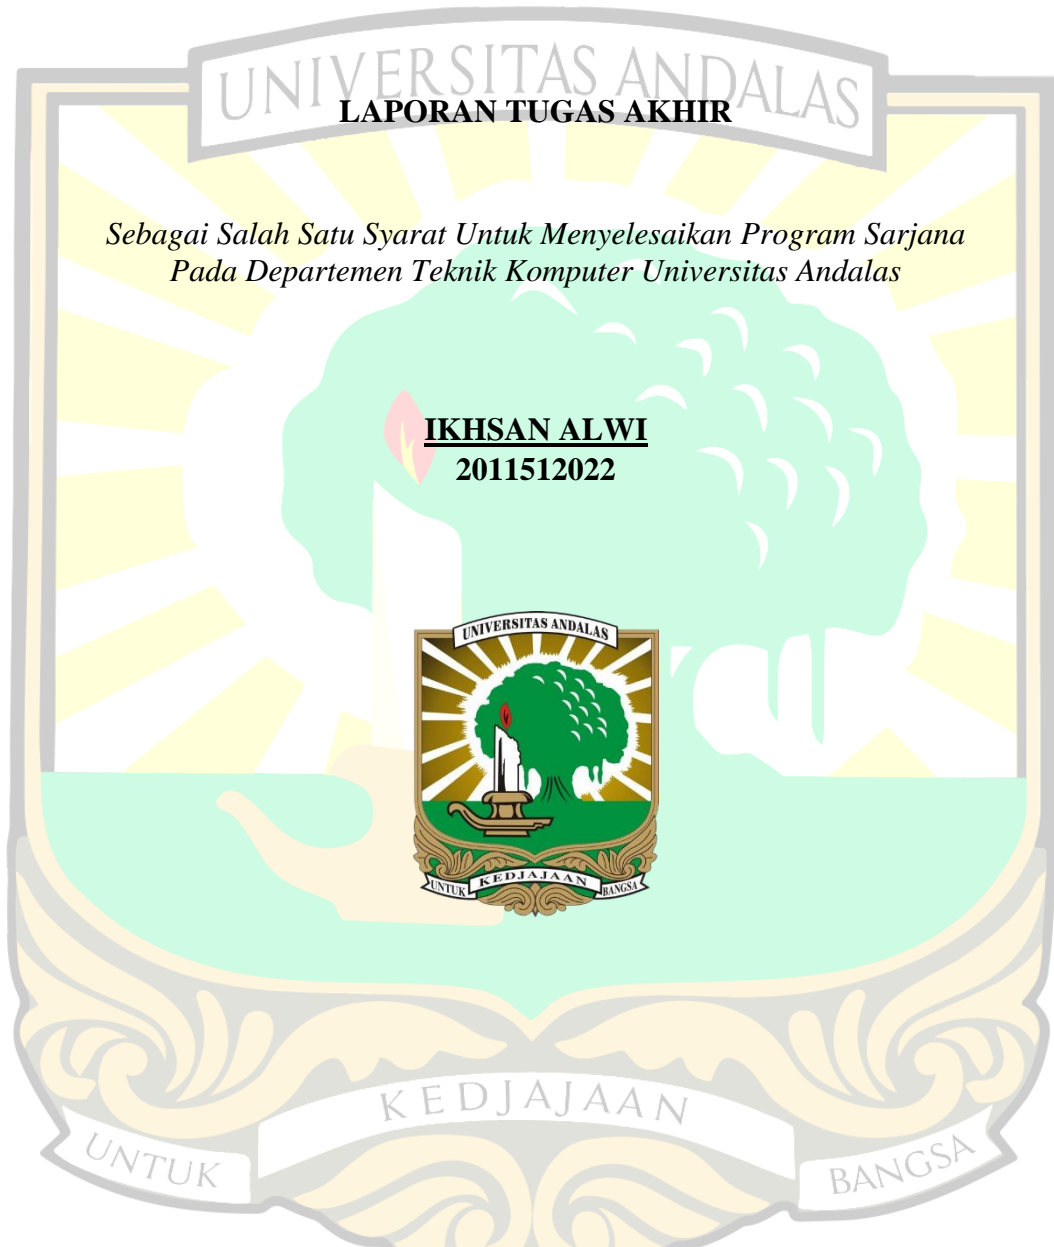 UNIVERSITAS ANDALAS
LAPORAN TUGAS AKHIR
Sebagai Salah Satu Syarat Untuk Menyelesaikan Program Sarjana
Pada Departemen Teknik Komputer Universitas Andalas
IKHSAN ALWI
2011512022
UNIVERSITAS ANDALAS
UNTUK KEDJAJAAN BANGSA
UNTUK KEDJAJAAN BANGSA